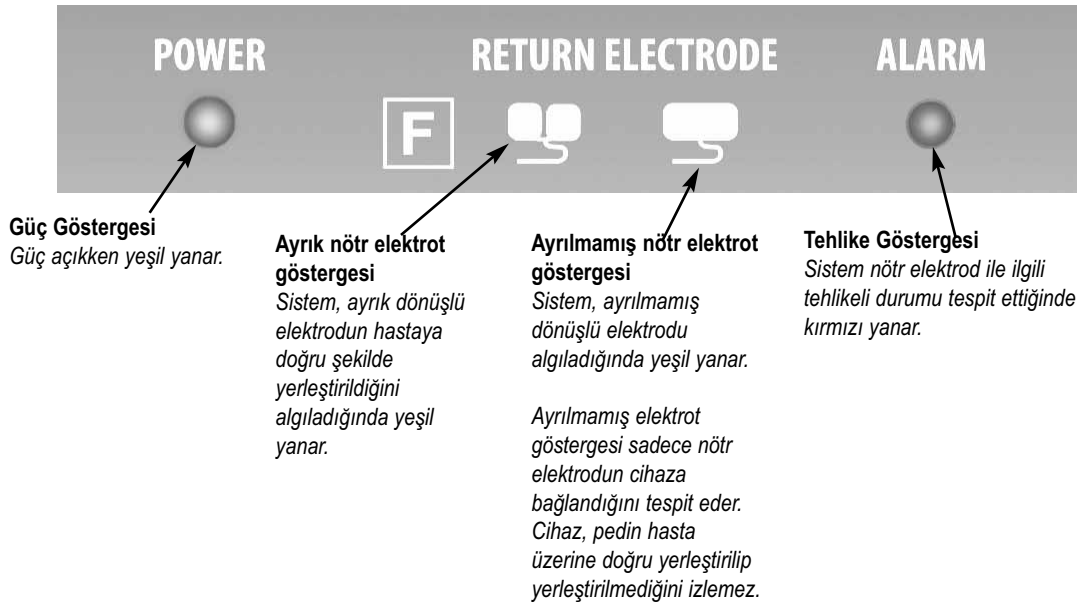 POWER
RETURN ELECTRODE
ALARM
F
Güç Göstergesi
Güç açıkken yeşil yanar.
Ayrık nötr elektrot
göstergesi
Sistem, ayrık dönüşlü
elektrodun hastaya
doğru şekilde
yerleştirildiğini
algıladığında yeşil
yanar.
Ayrılmamış nötr elektrot
göstergesi
Sistem, ayrılmamış
dönüşlü elektrodu
algıladığında yeşil yanar.
Ayrılmamış elektrot
göstergesi sadece nötr
elektrodun cihaza
bağlandığını tespit eder.
Cihaz, pedin hasta
üzerine doğru yerleştirilip
yerleştirilmediğini izlemez.
Tehlike Göstergesi
Sistem nötr elektrod ile ilgili
tehlikeli durumu tespit ettiğinde
kırmızı yanar.